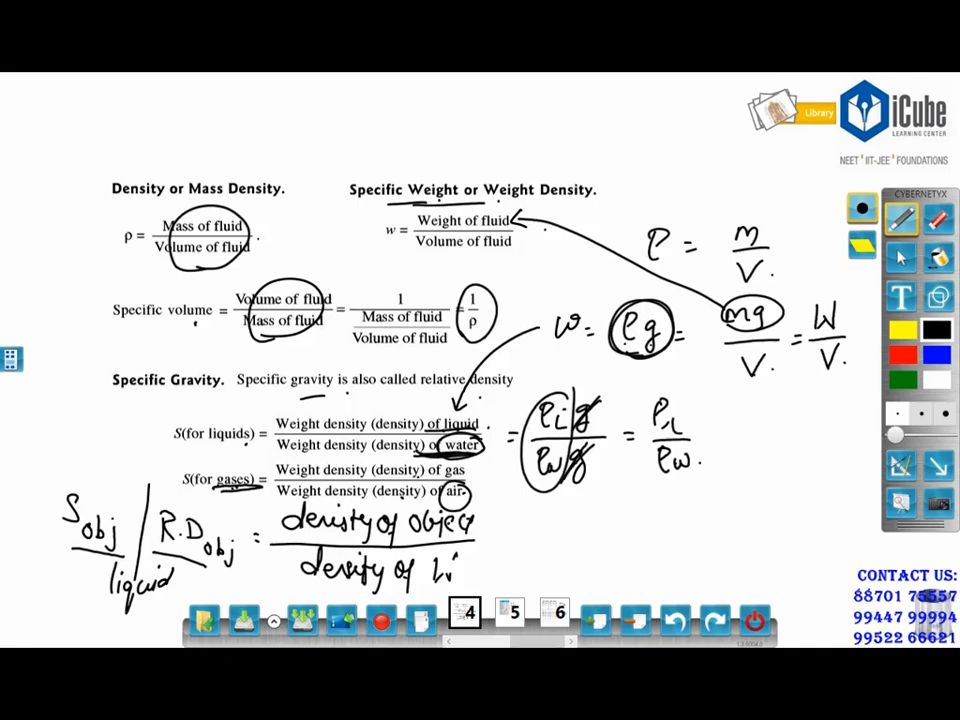 Library
iCube
LEARNING CENTER
NEET ' IIT-JEE ' FOUNDATIONS
CYBERNETYX
Density or Mass Density.
Specific Weight or Weight Density.
ρ = Mass of fluid / Volume of fluid .
w = Weight of fluid / Volume of fluid
ρ = m / V .
Specific volume = Volume of fluid / Mass of fluid = 1 / Mass of fluid / Volume of fluid = 1 / ρ
w = ρg = mg / V = W / V .
Specific Gravity. Specific gravity is also called relative density
S(for liquids) = Weight density (density) of liquid / Weight density (density) of water = ρL g / ρw g = ρL / ρw .
S(for gases) = Weight density (density) of gas / Weight density (density) of air
S obj / R.D obj = density of object / density of Li
liquid
T
4
5
6
1.3.0004.0
CONTACT US:
88701 75557
99447 99994
99522 66621